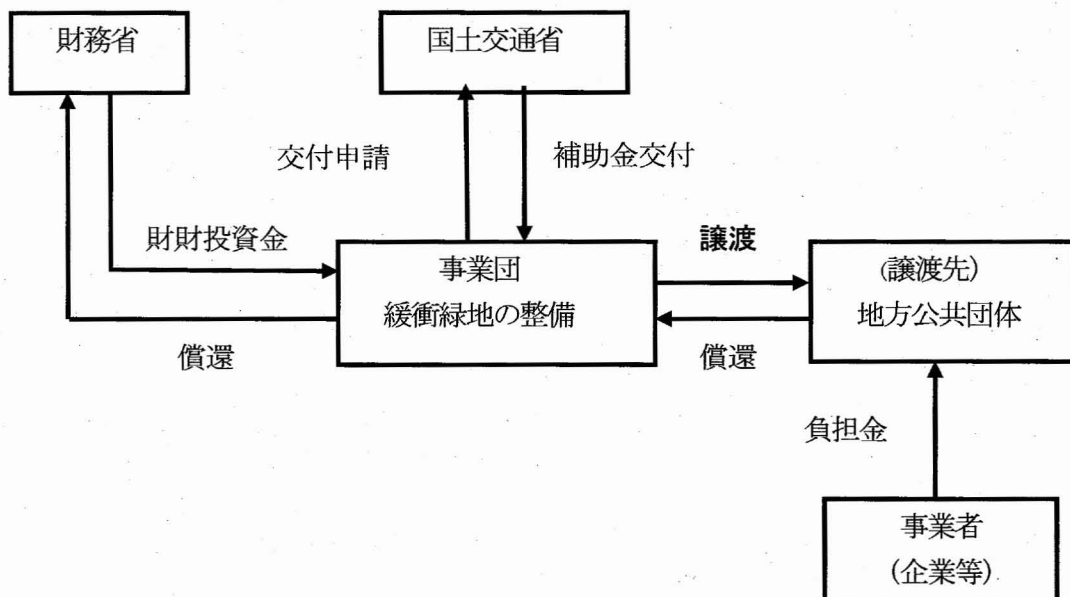 財務省
国土交通省
交付申請
補助金交付
財財投資金
事業団
緩衝緑地の整備
譲渡
(譲渡先)
地方公共団体
償還
償還
負担金
事業者
(企業等)